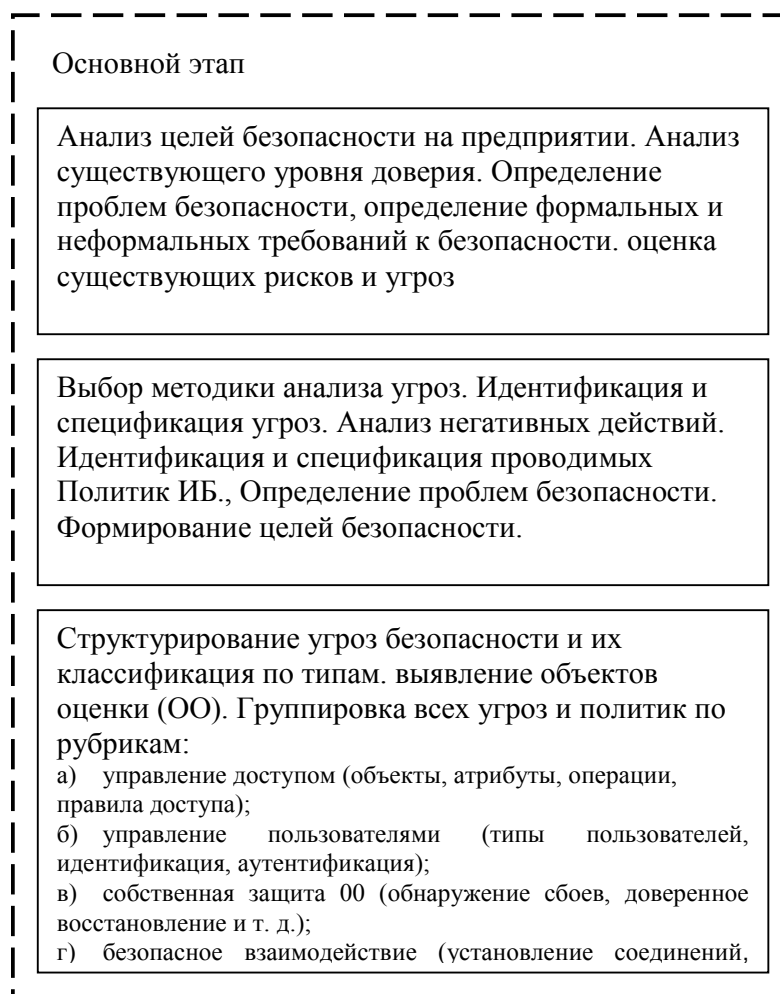 Основной этап
Анализ целей безопасности на предприятии. Анализ
существующего уровня доверия. Определение
проблем безопасности, определение формальных и
неформальных требований к безопасности. оценка
существующих рисков и угроз
Выбор методики анализа угроз. Идентификация и
спецификация угроз. Анализ негативных действий.
Идентификация и спецификация проводимых
Политик ИБ., Определение проблем безопасности.
Формирование целей безопасности.
Структурирование угроз безопасности и их
классификация по типам. выявление объектов
оценки (ОО). Группировка всех угроз и политик по
рубрикам:
а) управление доступом (объекты, атрибуты, операции,
правила доступа);
б) управление пользователями (типы пользователей,
идентификация, аутентификация);
в) собственная защита 00 (обнаружение сбоев, доверенное
восстановление и т. д.);
г) безопасное взаимодействие (установление соединений,